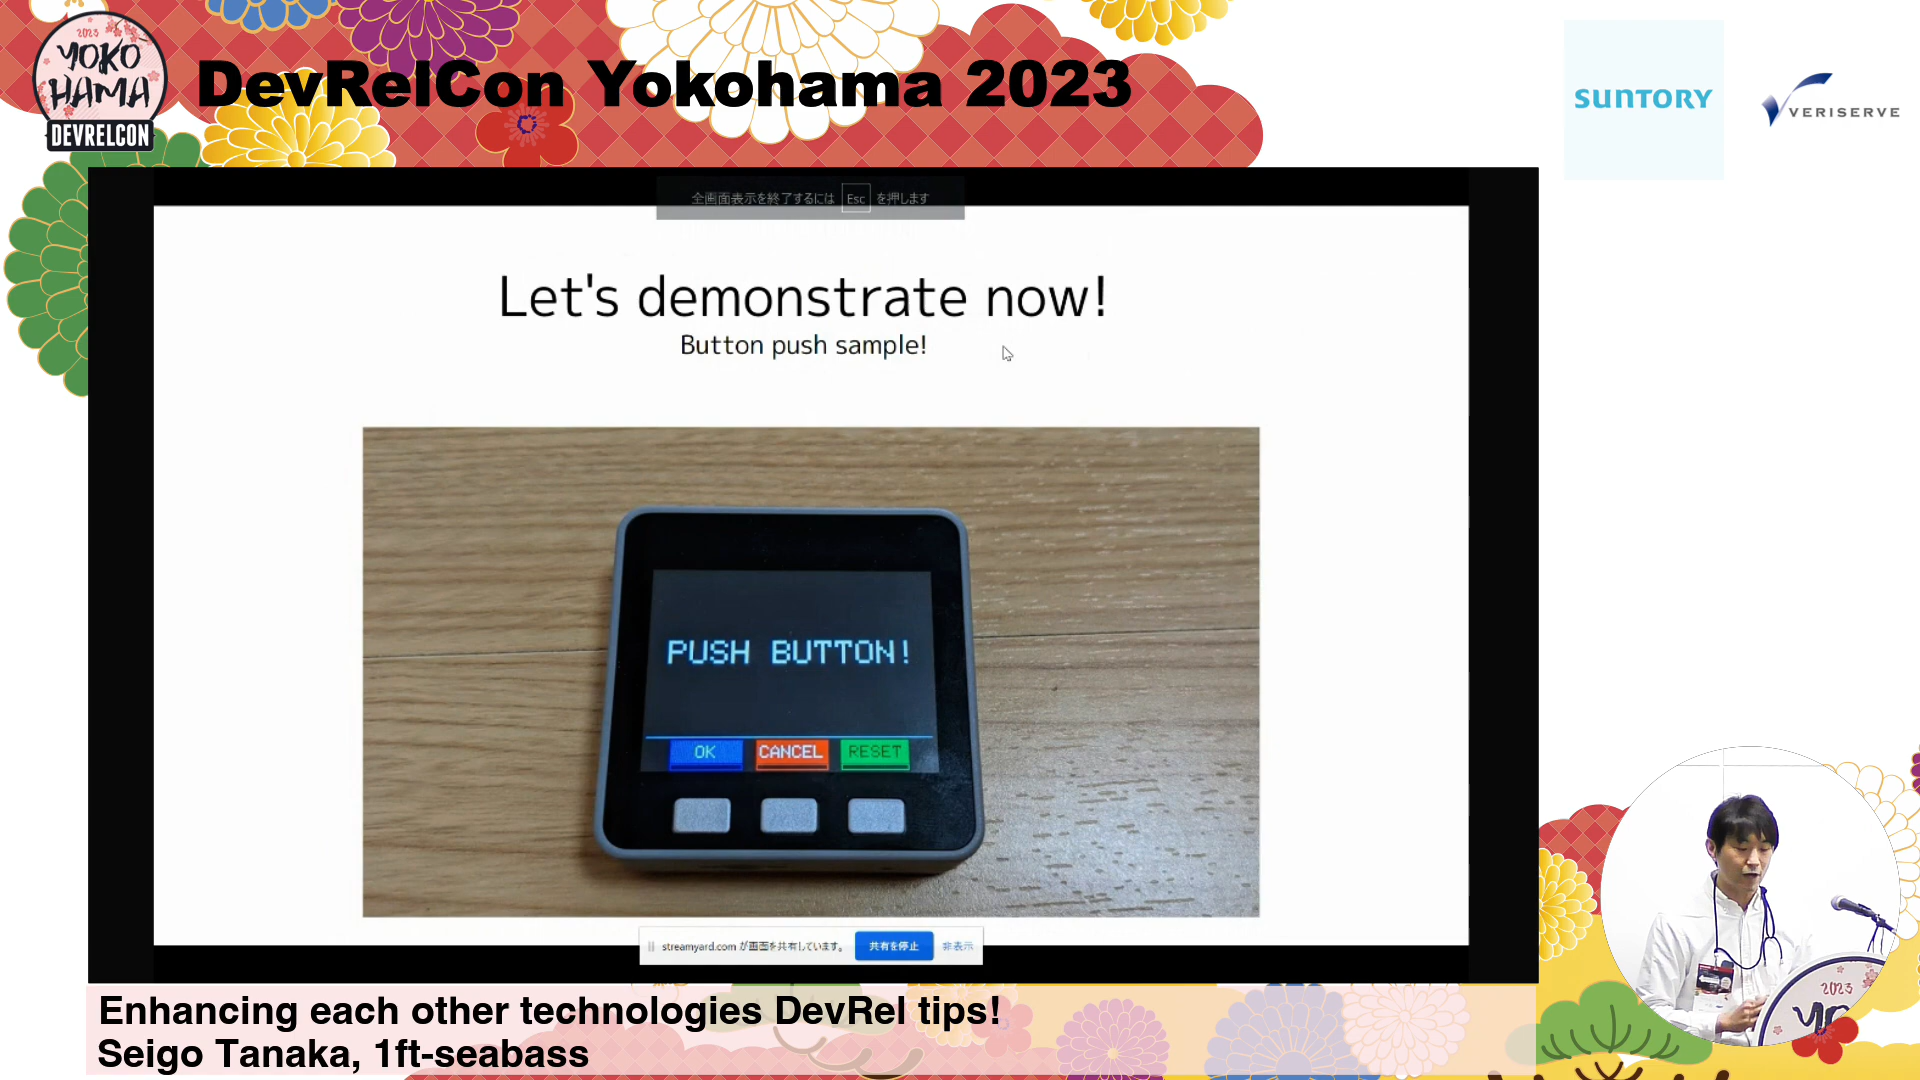 2023
YOKO
HAMA
DEVRELCON
DevRelCon Yokohama 2023
SUNTORY
VERISERVE
全画面表示を終了するには Esc を押します
Let's demonstrate now!
Button push sample!
PUSH BUTTON!
OK CANCEL RESET
streamyard.com が画面を共有しています。 共有を停止 非表示
2023
Enhancing each other technologies DevRel tips!
Seigo Tanaka, 1ft-seabass